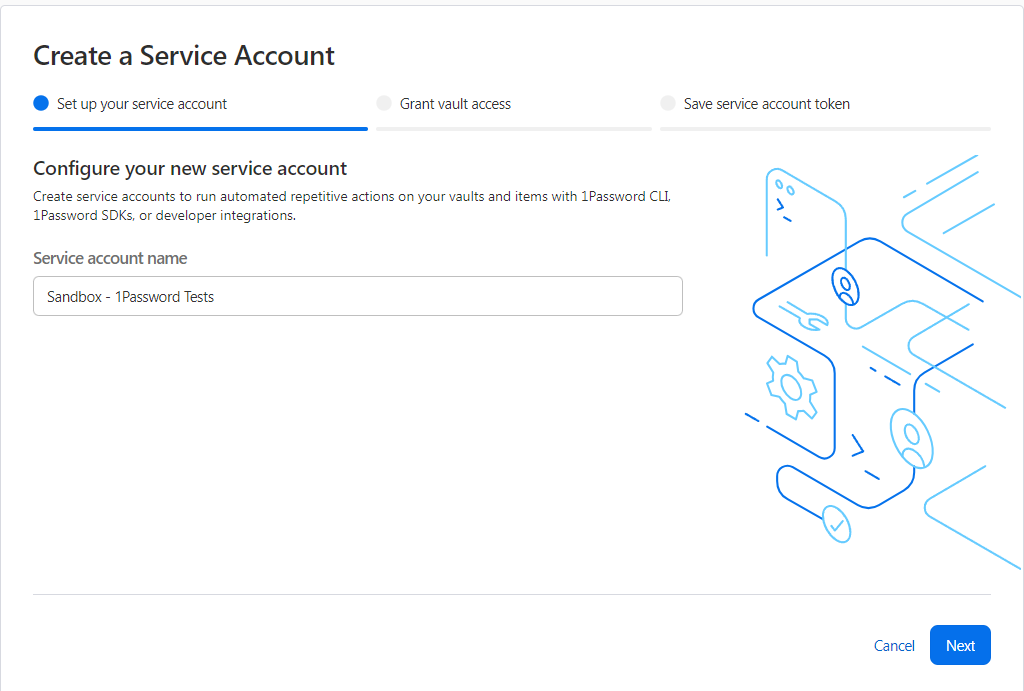 Create a Service Account
Set up your service account
Grant vault access
Save service account token
Configure your new service account
Create service accounts to run automated repetitive actions on your vaults and items with 1Password CLI,
1Password SDKs, or developer integrations.
Service account name
Sandbox - 1Password Tests
Cancel
Next